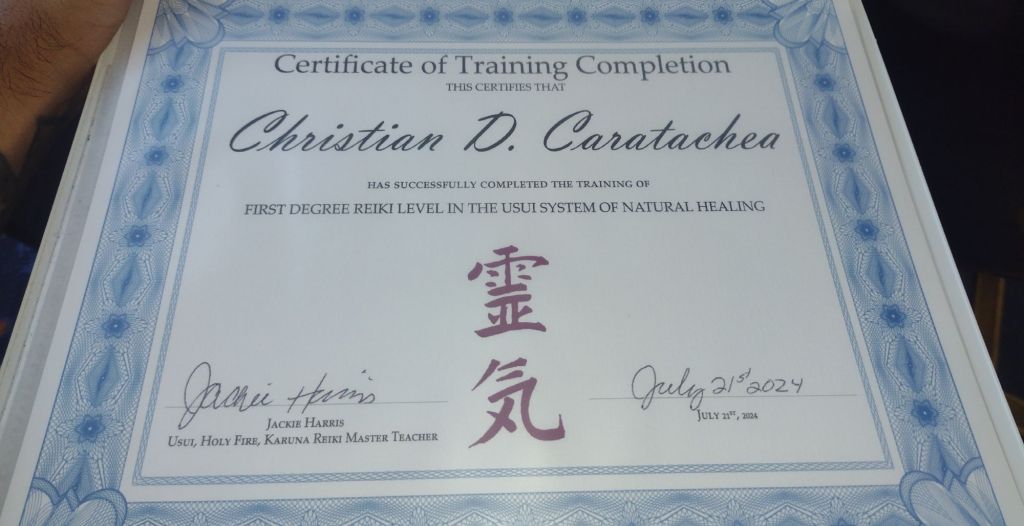 Certificate of Training Completion
THIS CERTIFIES THAT
Christian D. Caratachea
HAS SUCCESSFULLY COMPLETED THE TRAINING OF
FIRST DEGREE REIKI LEVEL IN THE USUI SYSTEM OF NATURAL HEALING
霊
気
Jackie Harris
JACKIE HARRIS
USUI, HOLY FIRE, KARUNA REIKI MASTER TEACHER
July 21st 2024
JULY 21ST, 2024